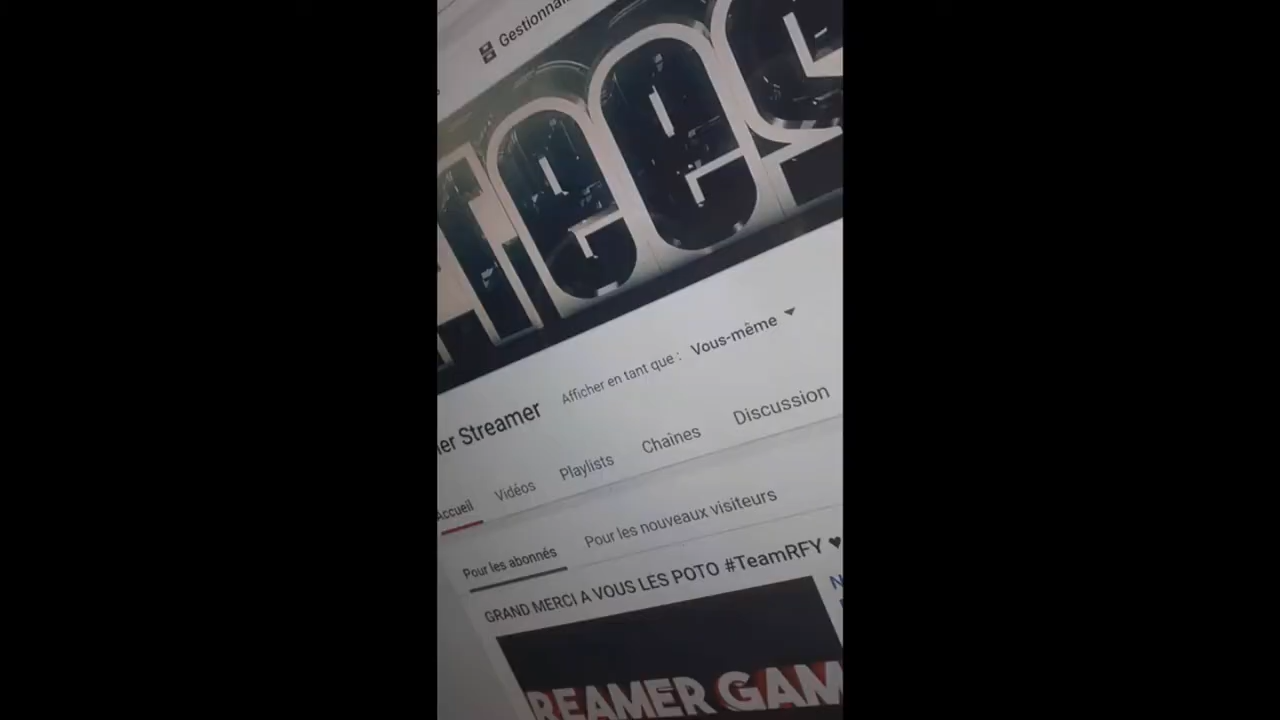 Gestionnai
Afficher en tant que : Vous-même
er Streamer
Accueil Vidéos Playlists Chaînes Discussion
Pour les abonnés Pour les nouveaux visiteurs
GRAND MERCI A VOUS LES POTO #TeamRFY ♥
REAMER GAM